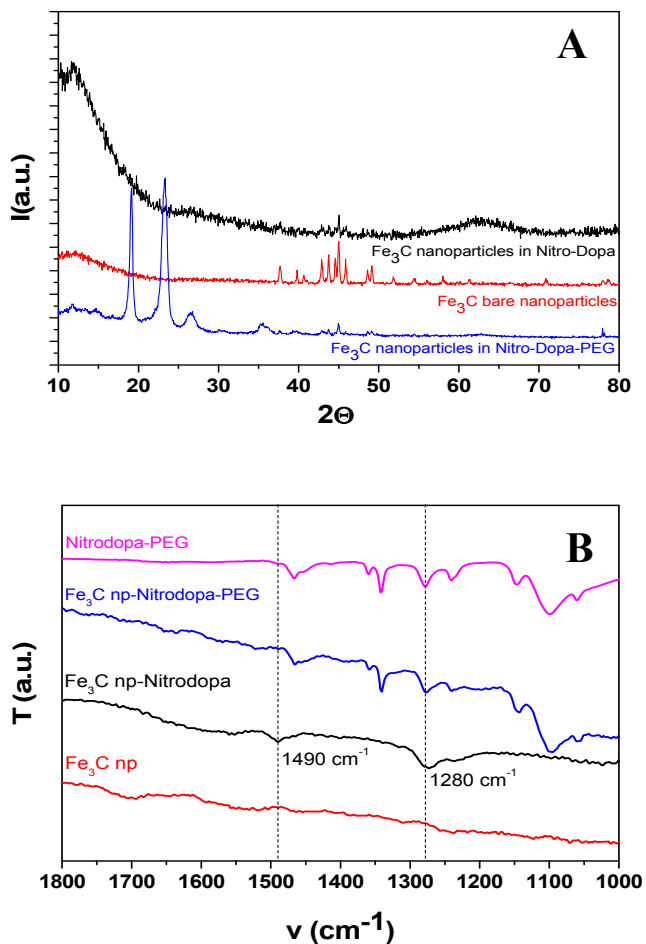 A
I(a.u.)
Fe₃C nanoparticles in Nitro-Dopa
Fe₃C bare nanoparticles
Fe₃C nanoparticles in Nitro-Dopa-PEG
10 20 30 40 50 60 70 80
2Θ
B
Nitrodopa-PEG
Fe₃C np-Nitrodopa-PEG
Fe₃C np-Nitrodopa
1490 cm⁻¹
1280 cm⁻¹
Fe₃C np
T (a.u.)
1800 1700 1600 1500 1400 1300 1200 1100 1000
ν (cm⁻¹)